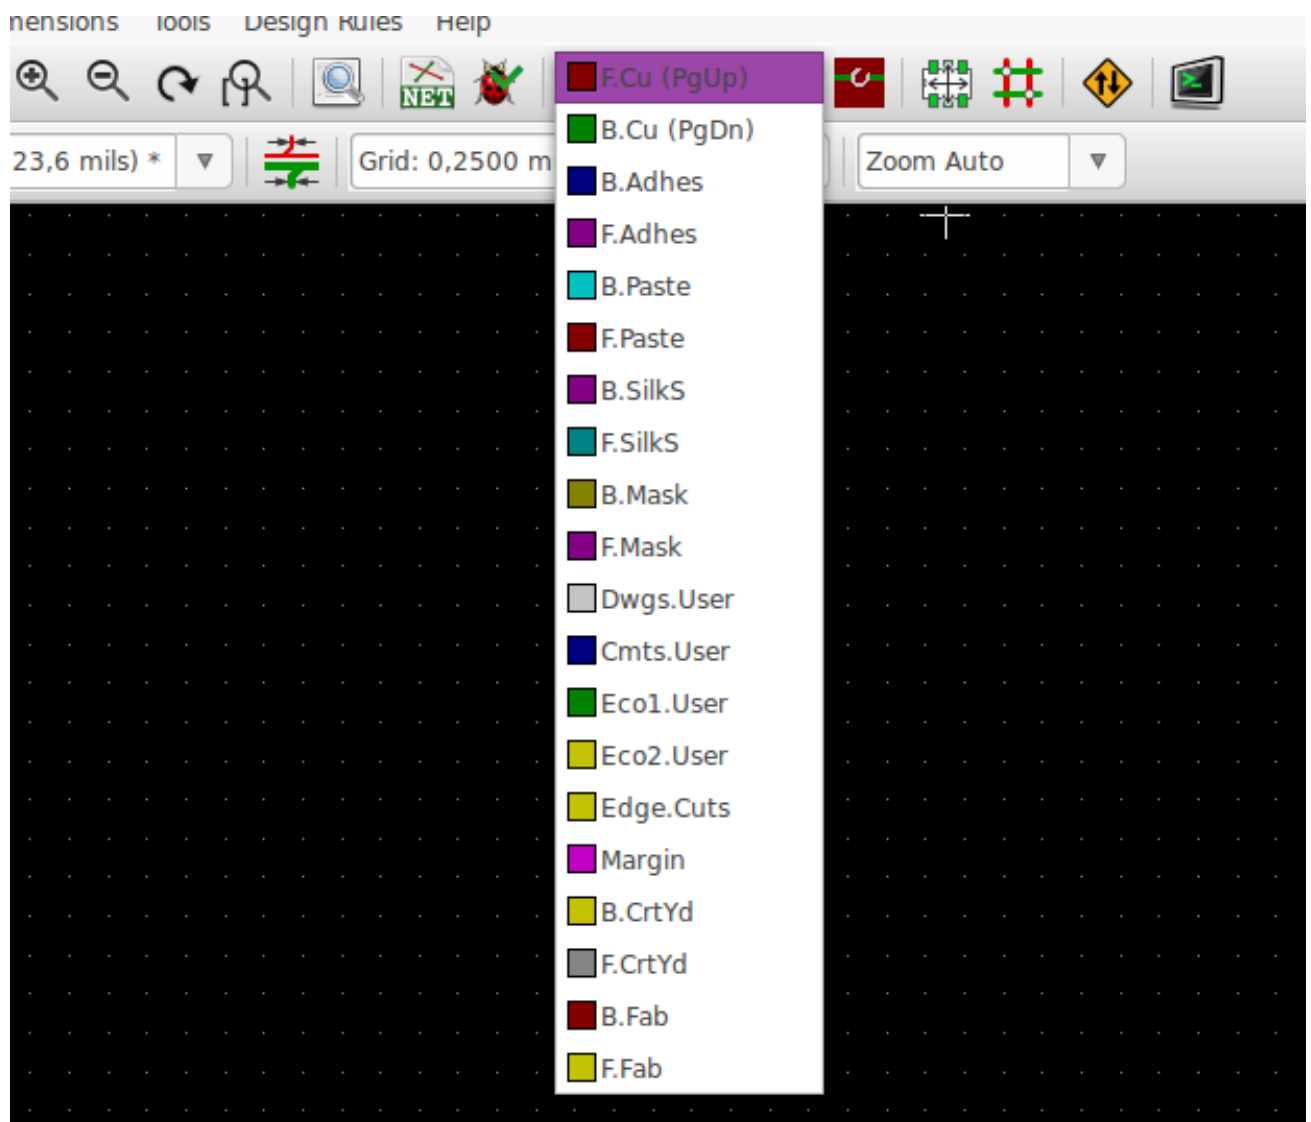 mensions Tools Design Rules Help
NET
F.Cu (PgUp)
B.Cu (PgDn)
23,6 mils) *
Grid: 0,2500 m
Zoom Auto
B.Adhes
F.Adhes
B.Paste
F.Paste
B.SilkS
F.SilkS
B.Mask
F.Mask
Dwgs.User
Cmts.User
Eco1.User
Eco2.User
Edge.Cuts
Margin
B.CrtYd
F.CrtYd
B.Fab
F.Fab